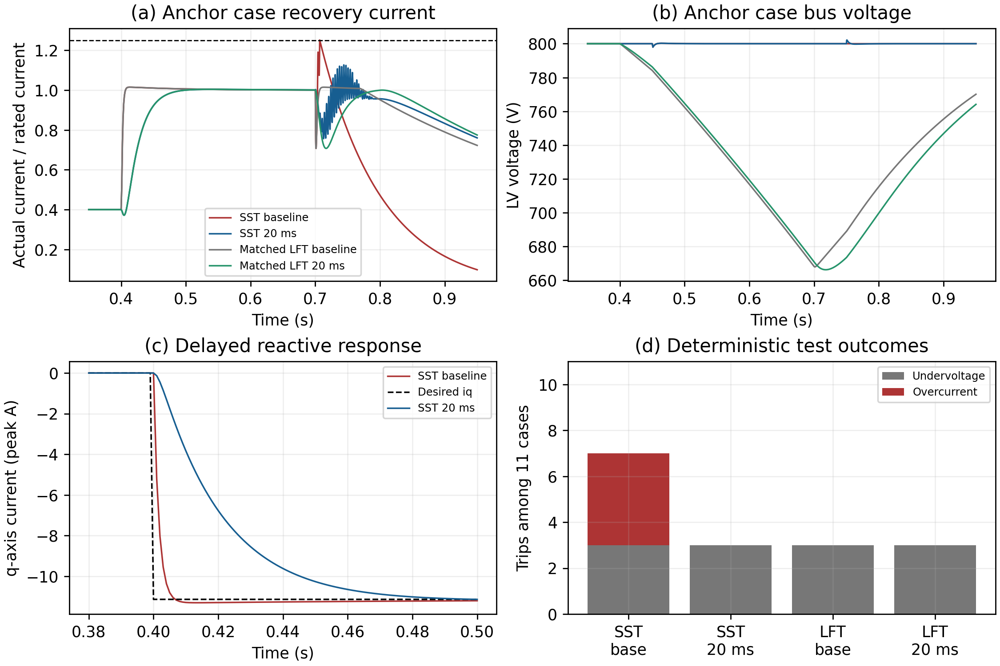 (a) Anchor case recovery current
Actual current / rated current
1.2
1.0
0.8
0.6
0.4
0.2
SST baseline
SST 20 ms
Matched LFT baseline
Matched LFT 20 ms
0.4 0.5 0.6 0.7 0.8 0.9
Time (s)
(b) Anchor case bus voltage
LV voltage (V)
800
780
760
740
720
700
680
660
0.4 0.5 0.6 0.7 0.8 0.9
Time (s)
(c) Delayed reactive response
q-axis current (peak A)
0
−2
−4
−6
−8
−10
SST baseline
Desired iq
SST 20 ms
0.38 0.40 0.42 0.44 0.46 0.48 0.50
Time (s)
(d) Deterministic test outcomes
Trips among 11 cases
10
8
6
4
2
0
Undervoltage
Overcurrent
SST SST LFT LFT
base 20 ms base 20 ms